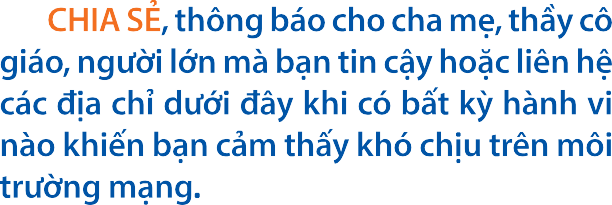 CHIA SẺ, thông báo cho cha mẹ, thầy cô
giáo, người lớn mà bạn tin cậy hoặc liên hệ
các địa chỉ dưới đây khi có bất kỳ hành vi
nào khiến bạn cảm thấy khó chịu trên môi
trường mạng.